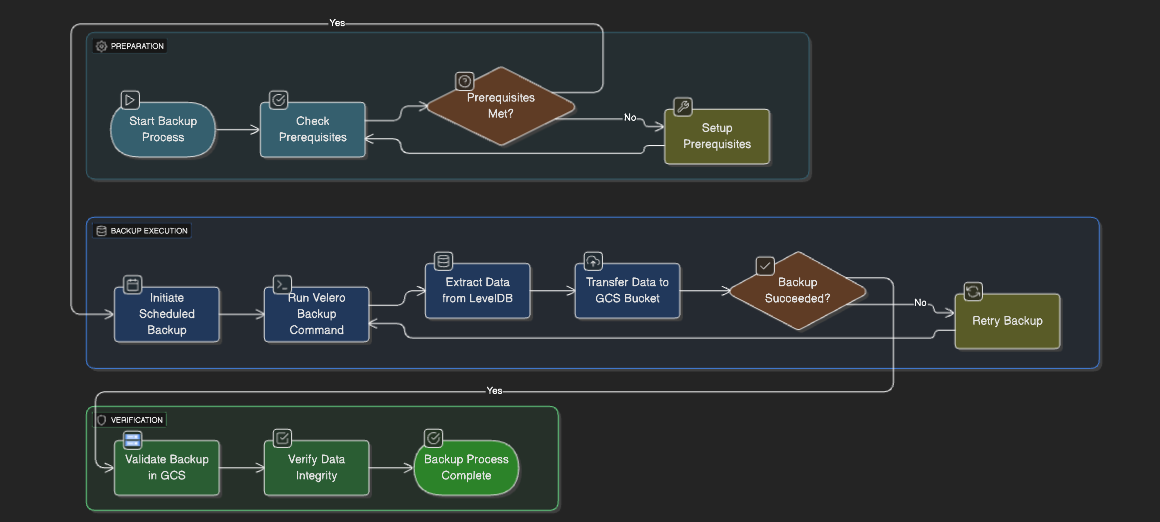 Yes
PREPARATION
Start Backup
Process
Check
Prerequisites
Prerequisites
Met?
No
Setup
Prerequisites
BACKUP EXECUTION
Initiate
Scheduled
Backup
Run Velero
Backup
Command
Extract Data
from LevelDB
Transfer Data to
GCS Bucket
Backup
Succeeded?
No
Retry Backup
Yes
VERIFICATION
Validate Backup
in GCS
Verify Data
Integrity
Backup Process
Complete